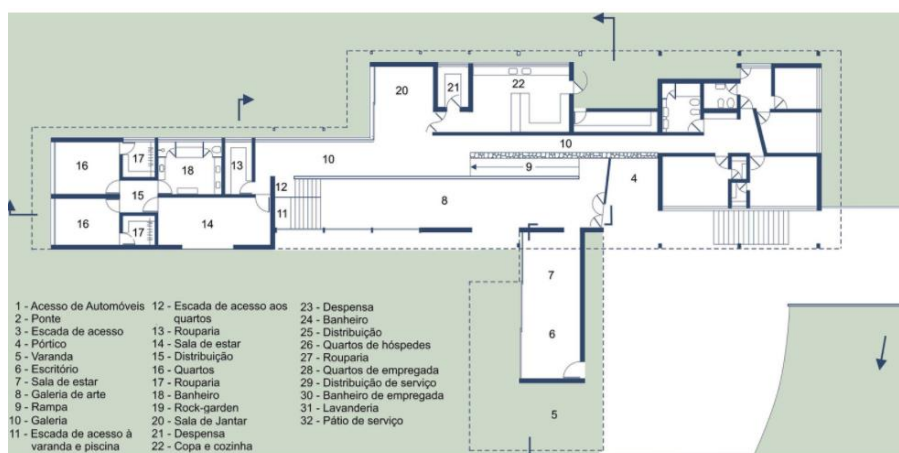 20
21
22
10
9
4
16
17
18
13
10
15
12
11
8
14
16
17
7
6
5
1 - Acesso de Automóveis
2 - Ponte
3 - Escada de acesso
4 - Pórtico
5 - Varanda
6 - Escritório
7 - Sala de estar
8 - Galeria de arte
9 - Rampa
10 - Galeria
11 - Escada de acesso à
varanda e piscina
12 - Escada de acesso aos
quartos
13 - Rouparia
14 - Sala de estar
15 - Distribuição
16 - Quartos
17 - Rouparia
18 - Banheiro
19 - Rock-garden
20 - Sala de Jantar
21 - Despensa
22 - Copa e cozinha
23 - Despensa
24 - Banheiro
25 - Distribuição
26 - Quartos de hóspedes
27 - Rouparia
28 - Quartos de empregada
29 - Distribuição de serviço
30 - Banheiro de empregada
31 - Lavanderia
32 - Pátio de serviço